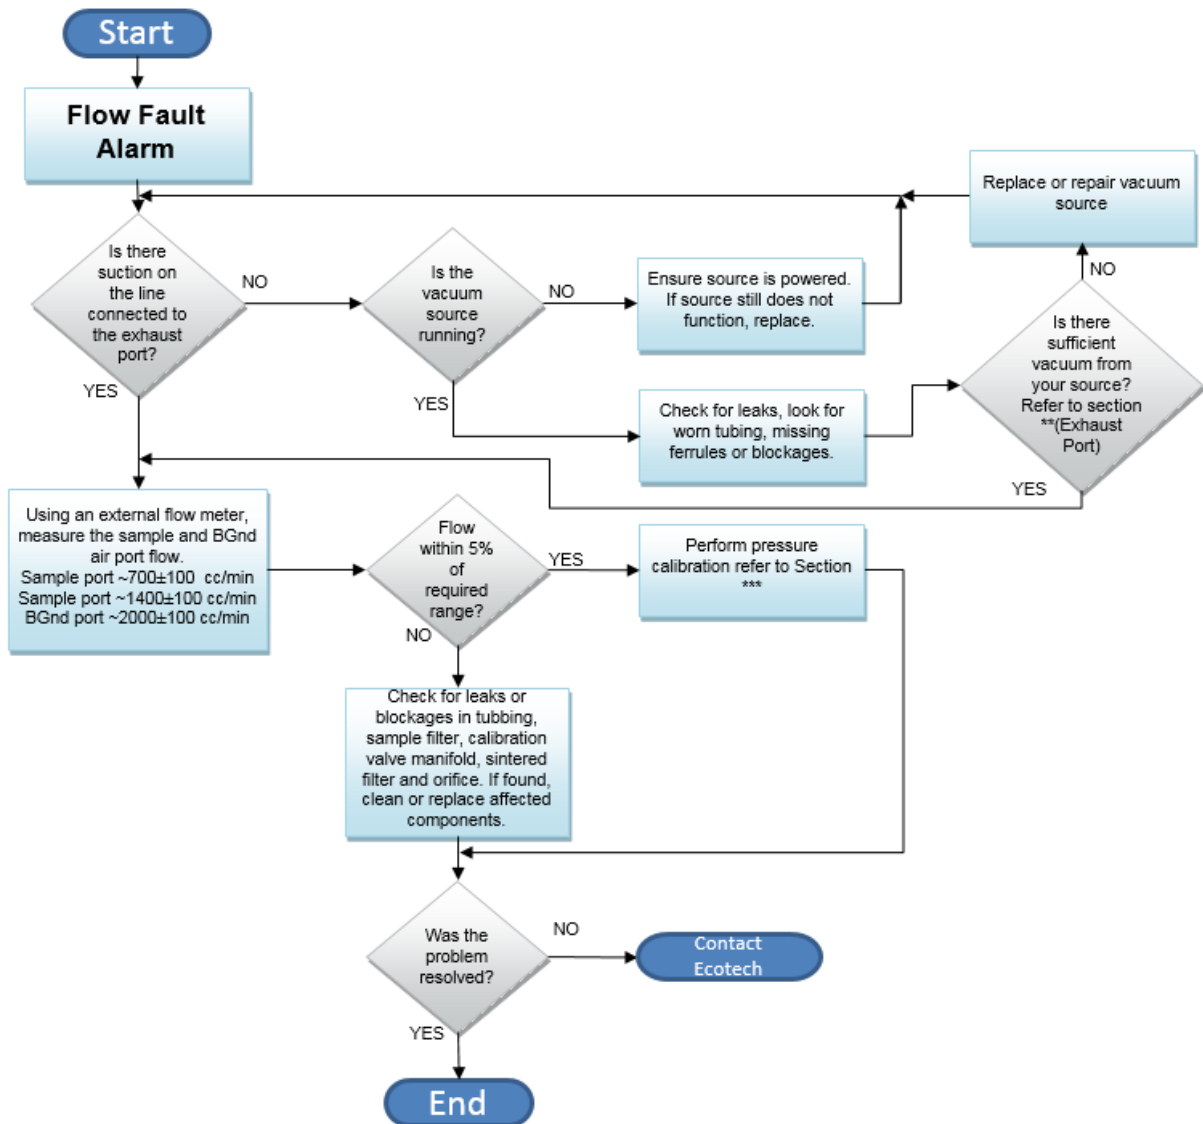 Start
Flow Fault
Alarm
Replace or repair vacuum
source
Is there
suction on
the line
connected to
the exhaust
port?
NO
Is the
vacuum
source
running?
NO
Ensure source is powered.
If source still does not
function, replace.
NO
Is there
sufficient
vacuum from
your source?
Refer to section
**(Exhaust
Port)
YES
YES
Check for leaks, look for
worn tubing, missing
ferrules or blockages.
YES
Using an external flow meter,
measure the sample and BGnd
air port flow.
Sample port ~700±100 cc/min
Sample port ~1400±100 cc/min
BGnd port ~2000±100 cc/min
Flow
within 5%
of
required
range?
YES
Perform pressure
calibration refer to Section
***
NO
Check for leaks or
blockages in tubbing,
sample filter, calibration
valve manifold, sintered
filter and orifice. If found,
clean or replace affected
components.
Was the
problem
resolved?
NO
Contact
Ecotech
YES
End